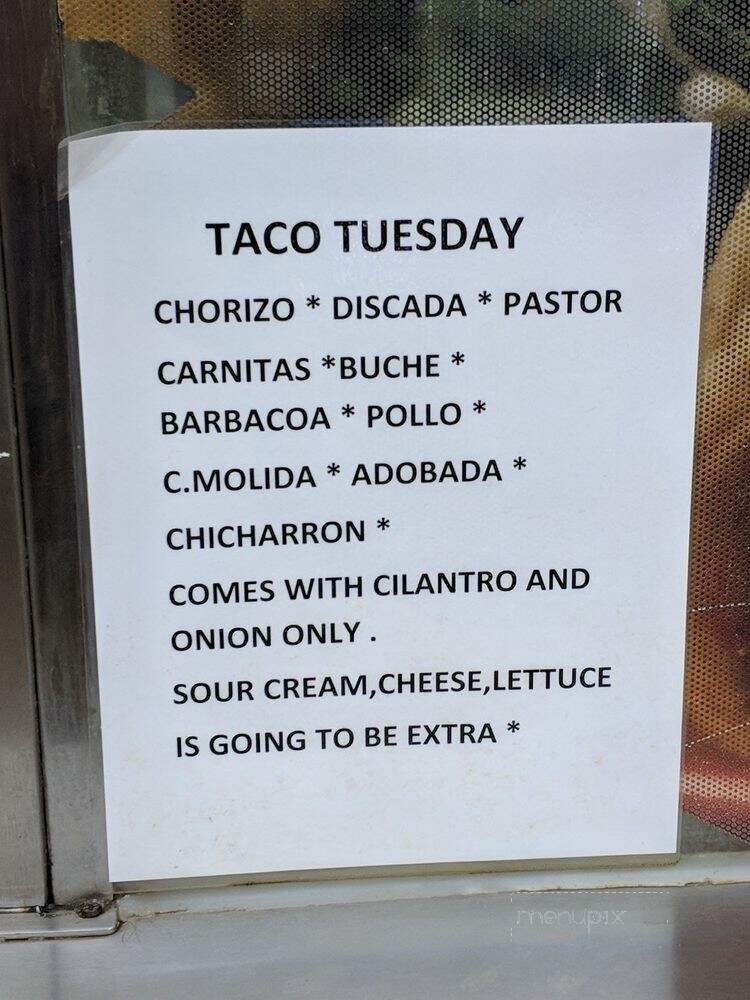 TACO TUESDAY
CHORIZO * DISCADA * PASTOR
CARNITAS *BUCHE *
BARBACOA * POLLO *
C.MOLIDA * ADOBADA *
CHICHARRON *
COMES WITH CILANTRO AND
ONION ONLY .
SOUR CREAM,CHEESE,LETTUCE
IS GOING TO BE EXTRA *
menupix